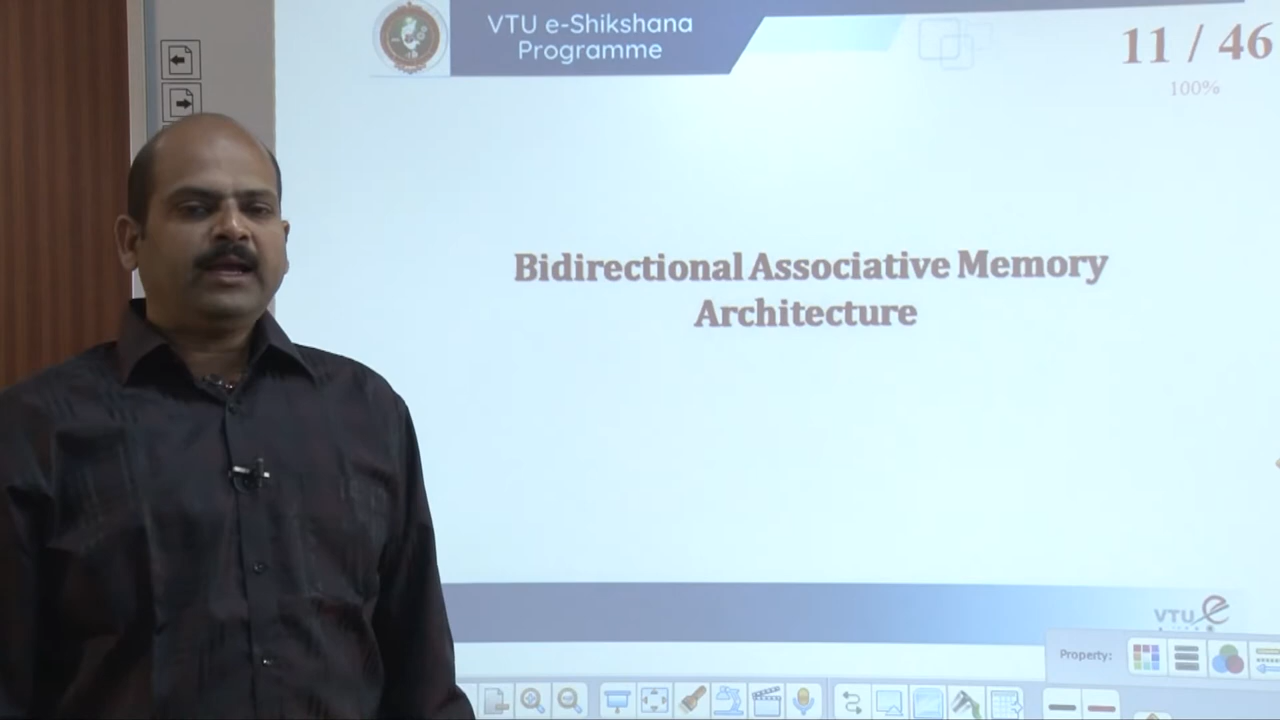 VTU e-Shikshana
Programme
11 / 46
100%
Bidirectional Associative Memory
Architecture
VTU e
Property: